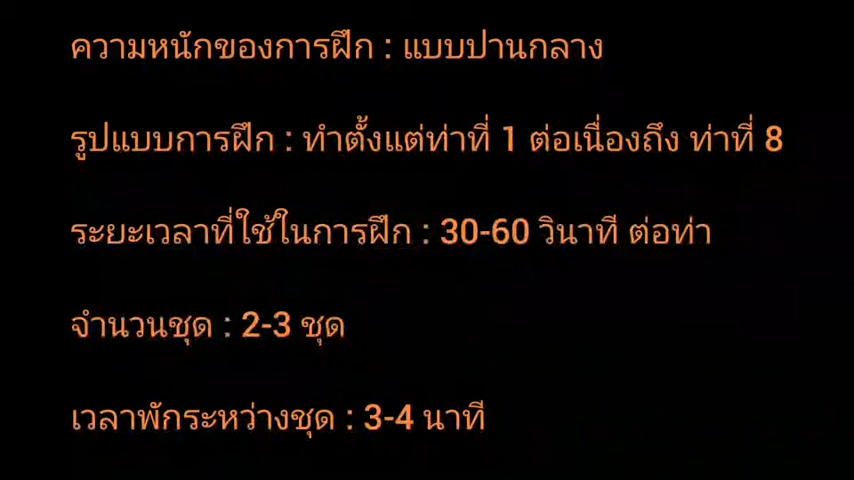 ความหนักของการฝึก : แบบปานกลาง
รูปแบบการฝึก : ทำตั้งแต่ท่าที่ 1 ต่อเนื่องถึง ท่าที่ 8
ระยะเวลาที่ใช้ในการฝึก : 30-60 วินาที ต่อท่า
จำนวนชุด : 2-3 ชุด
เวลาพักระหว่างชุด : 3-4 นาที